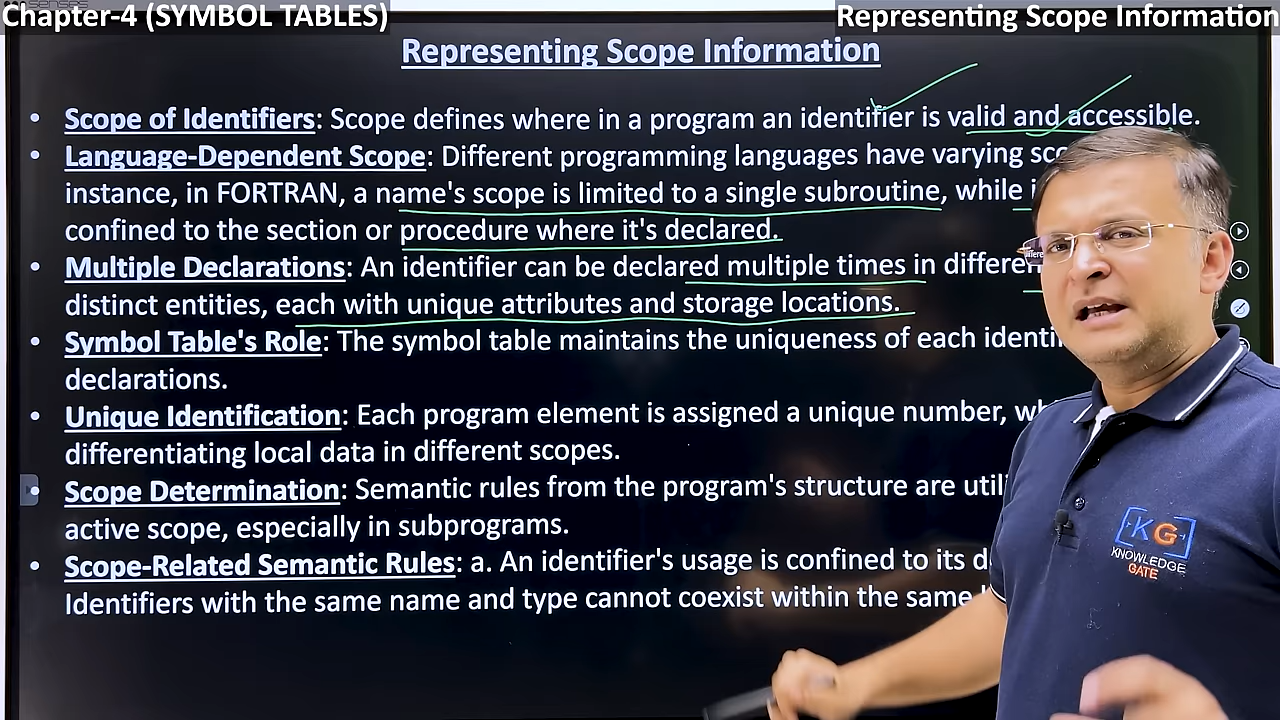 Chapter-4 (SYMBOL TABLES)
Representing Scope Information
Representing Scope Information
• Scope of Identifiers: Scope defines where in a program an identifier is valid and accessible.
• Language-Dependent Scope: Different programming languages have varying
instance, in FORTRAN, a name's scope is limited to a single subroutine, while
confined to the section or procedure where it's declared.
• Multiple Declarations: An identifier can be declared multiple times in
distinct entities, each with unique attributes and storage locations.
• Symbol Table's Role: The symbol table maintains the uniqueness of each
declarations.
• Unique Identification: Each program element is assigned a unique number,
differentiating local data in different scopes.
• Scope Determination: Semantic rules from the program's structure are
active scope, especially in subprograms.
• Scope-Related Semantic Rules: a. An identifier's usage is confined to its
Identifiers with the same name and type cannot coexist within the same
KG
KNOWLEDGE
GATE